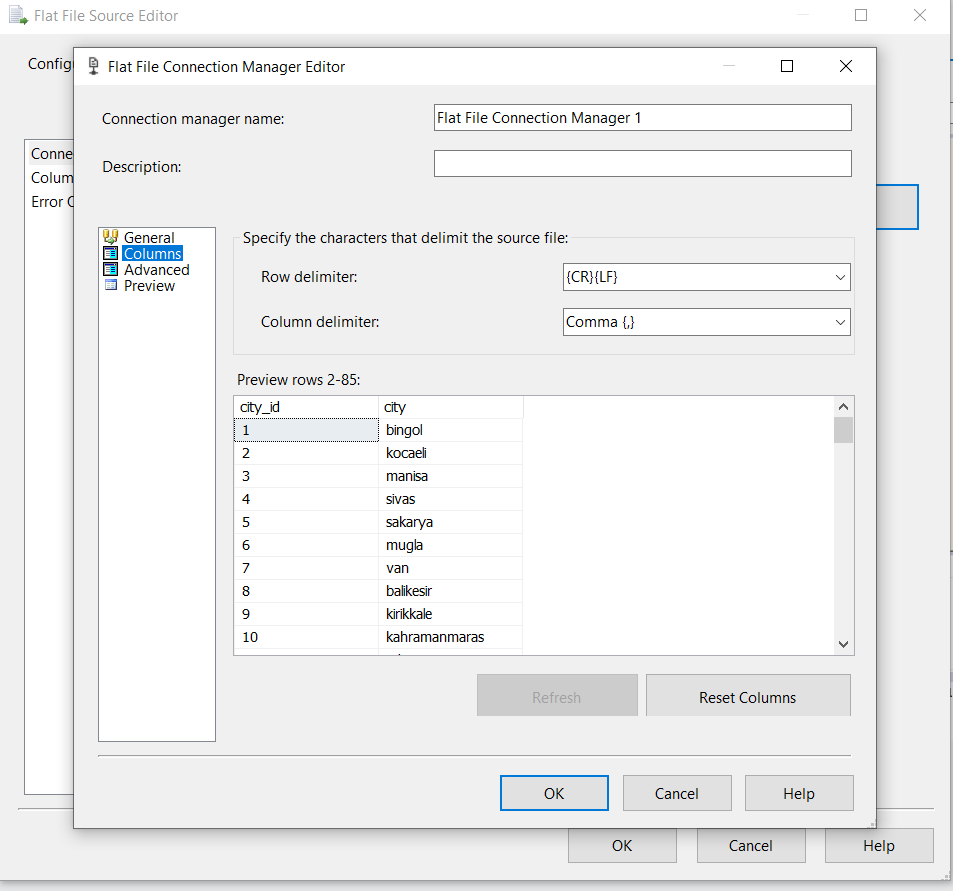 Flat File Source Editor
Config
Flat File Connection Manager Editor
Connection manager name:
Flat File Connection Manager 1
Description:
Conne
Colum
Error C
General
Columns
Advanced
Preview
Specify the characters that delimit the source file:
Row delimiter:
{CR}{LF}
Column delimiter:
Comma {,}
Preview rows 2-85:
city_id city
1 bingol
2 kocaeli
3 manisa
4 sivas
5 sakarya
6 mugla
7 van
8 balikesir
9 kirikkale
10 kahramanmaras
Refresh
Reset Columns
OK
Cancel
Help
OK
Cancel
Help